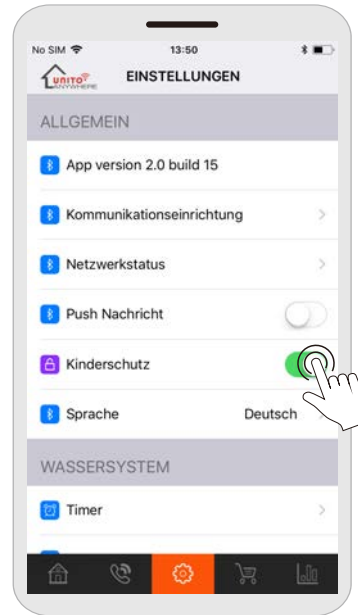 No SIM 13:50
UNITO
ANYWHERE
EINSTELLUNGEN
ALLGEMEIN
App version 2.0 build 15
Kommunikationseinrichtung
Netzwerkstatus
Push Nachricht
Kinderschutz
Sprache Deutsch
WASSERSYSTEM
Timer